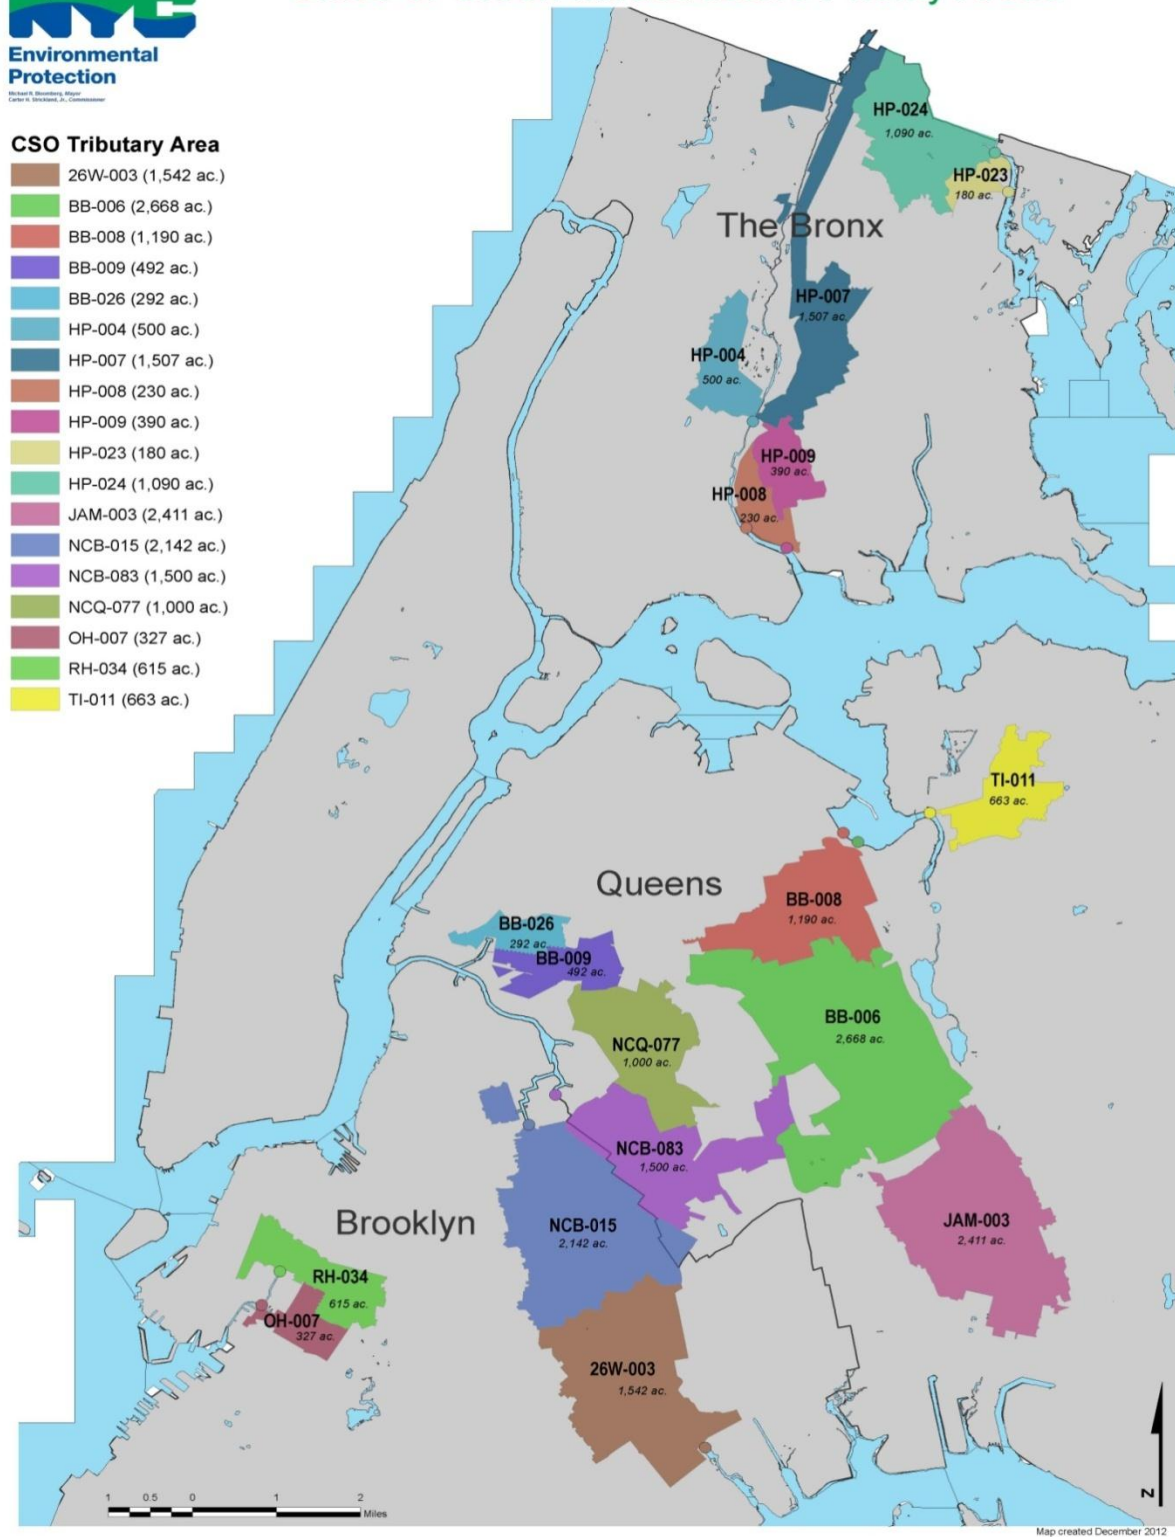 NYC
Environmental
Protection
Michael R. Bloomberg, Mayor
Carter H. Strickland, Jr., Commissioner
CSO Tributary Area
26W-003 (1,542 ac.)
BB-006 (2,668 ac.)
BB-008 (1,190 ac.)
BB-009 (492 ac.)
BB-026 (292 ac.)
HP-004 (500 ac.)
HP-007 (1,507 ac.)
HP-008 (230 ac.)
HP-009 (390 ac.)
HP-023 (180 ac.)
HP-024 (1,090 ac.)
JAM-003 (2,411 ac.)
NCB-015 (2,142 ac.)
NCB-083 (1,500 ac.)
NCQ-077 (1,000 ac.)
OH-007 (327 ac.)
RH-034 (615 ac.)
TI-011 (663 ac.)
HP-024
1,090 ac.
HP-023
180 ac.
The Bronx
HP-007
1,507 ac.
HP-004
500 ac.
HP-009
390 ac.
HP-008
230 ac.
TI-011
663 ac.
Queens
BB-008
1,190 ac.
BB-026
292 ac.
BB-009
492 ac.
BB-006
2,668 ac.
NCQ-077
1,000 ac.
NCB-083
1,500 ac.
Brooklyn
NCB-015
2,142 ac.
JAM-003
2,411 ac.
RH-034
615 ac.
OH-007
327 ac.
26W-003
1,542 ac.
1 0.5 0 1 2
Miles
N
Map created December 2012